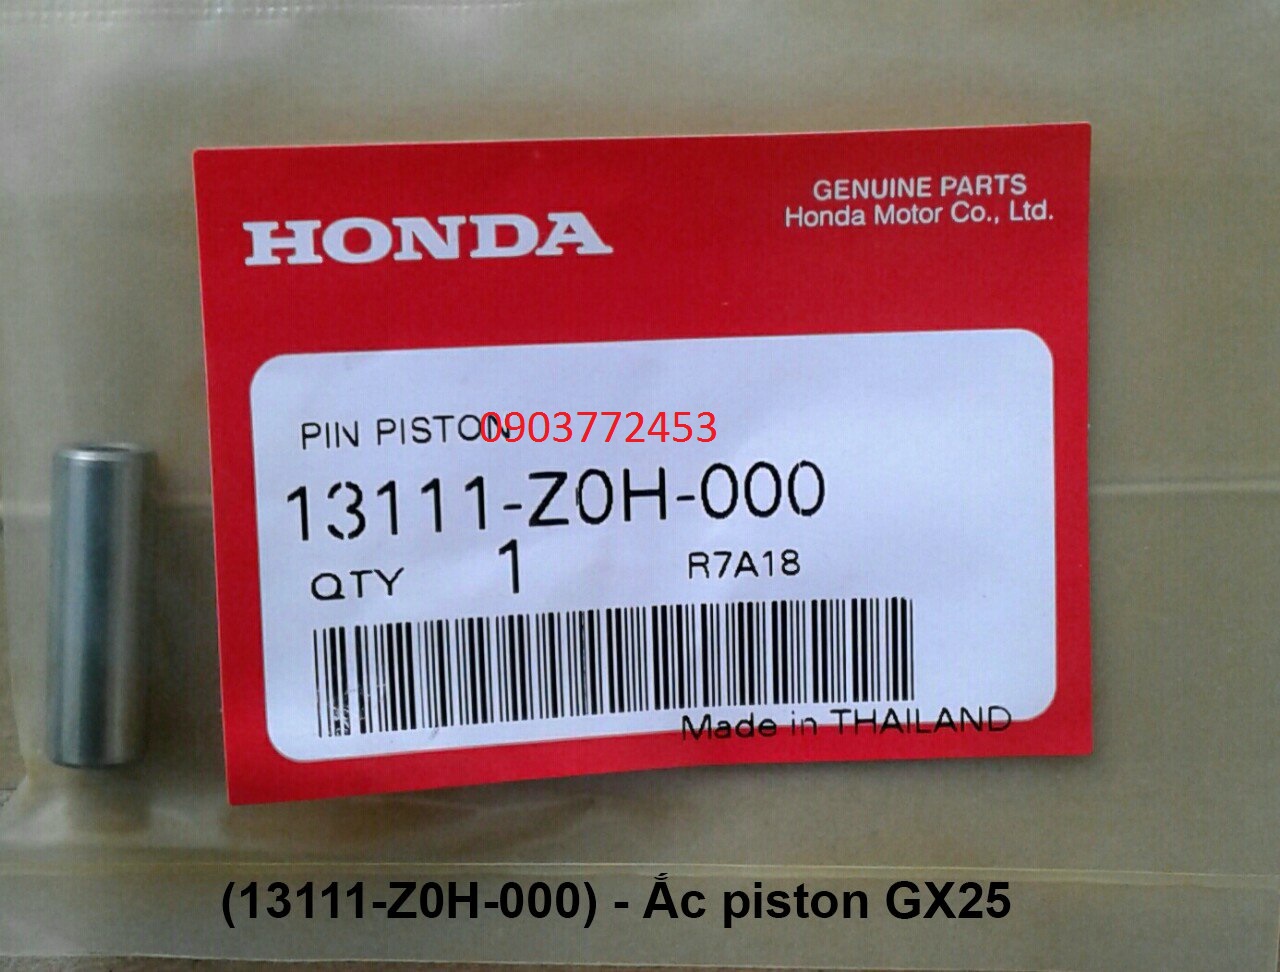 GENUINE PARTS
Honda Motor Co., Ltd.
HONDA
PIN PISTON
0903772453
13111-Z0H-000
QTY 1 R7A18
Made in THAILAND
(13111-Z0H-000) - Ắc piston GX25